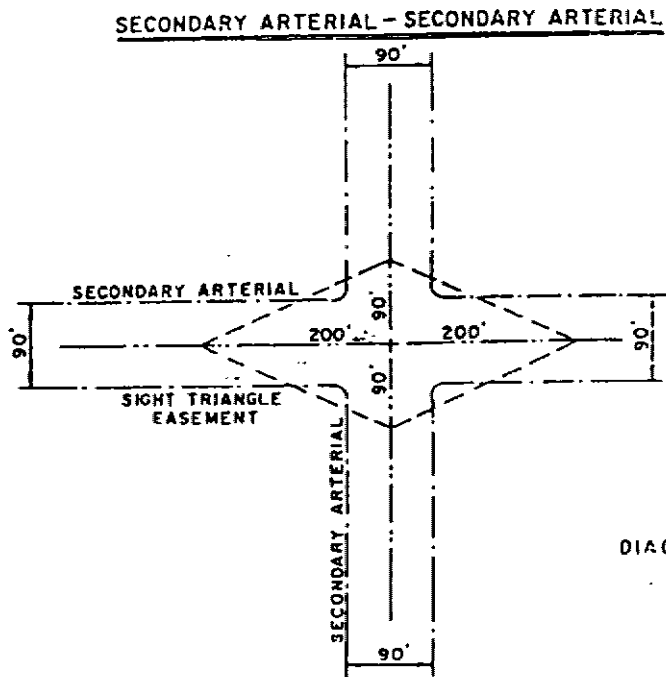 SECONDARY ARTERIAL - SECONDARY ARTERIAL
90'
SECONDARY ARTERIAL
90'
90'
200'
200'
90'
90'
SIGHT TRIANGLE
EASEMENT
90'
SECONDARY ARTERIAL
DIAG
90'